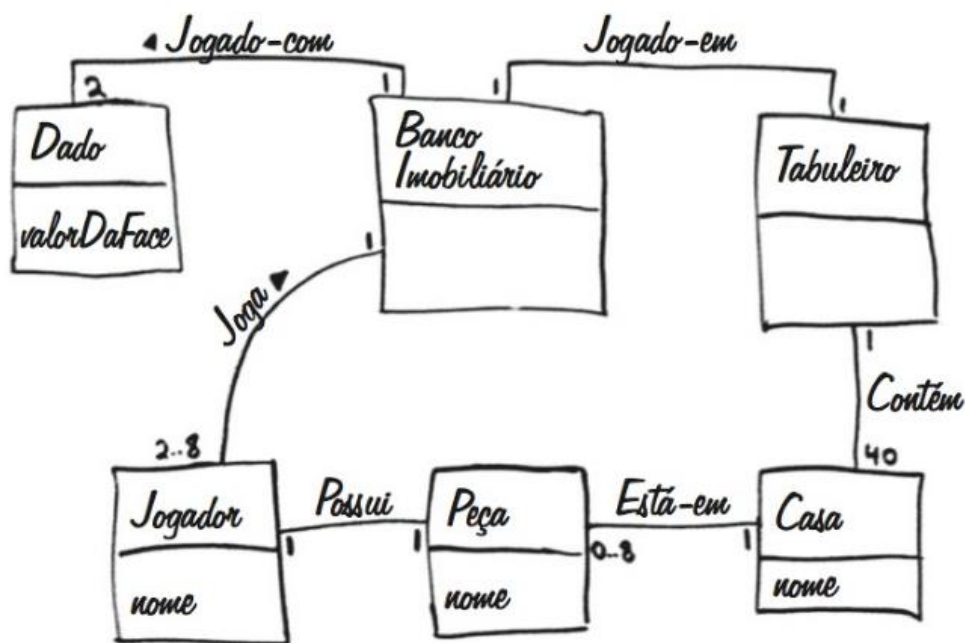 ◄ Jogado-com
Jogado-em
2
1
1
1
Dado
valorDaFace
Banco
Imobiliário
Tabuleiro
1
Joga ▼
1
Contém
2..8
40
Jogador
nome
Possui
1
1
Peça
nome
Está-em
0..8
1
Casa
nome